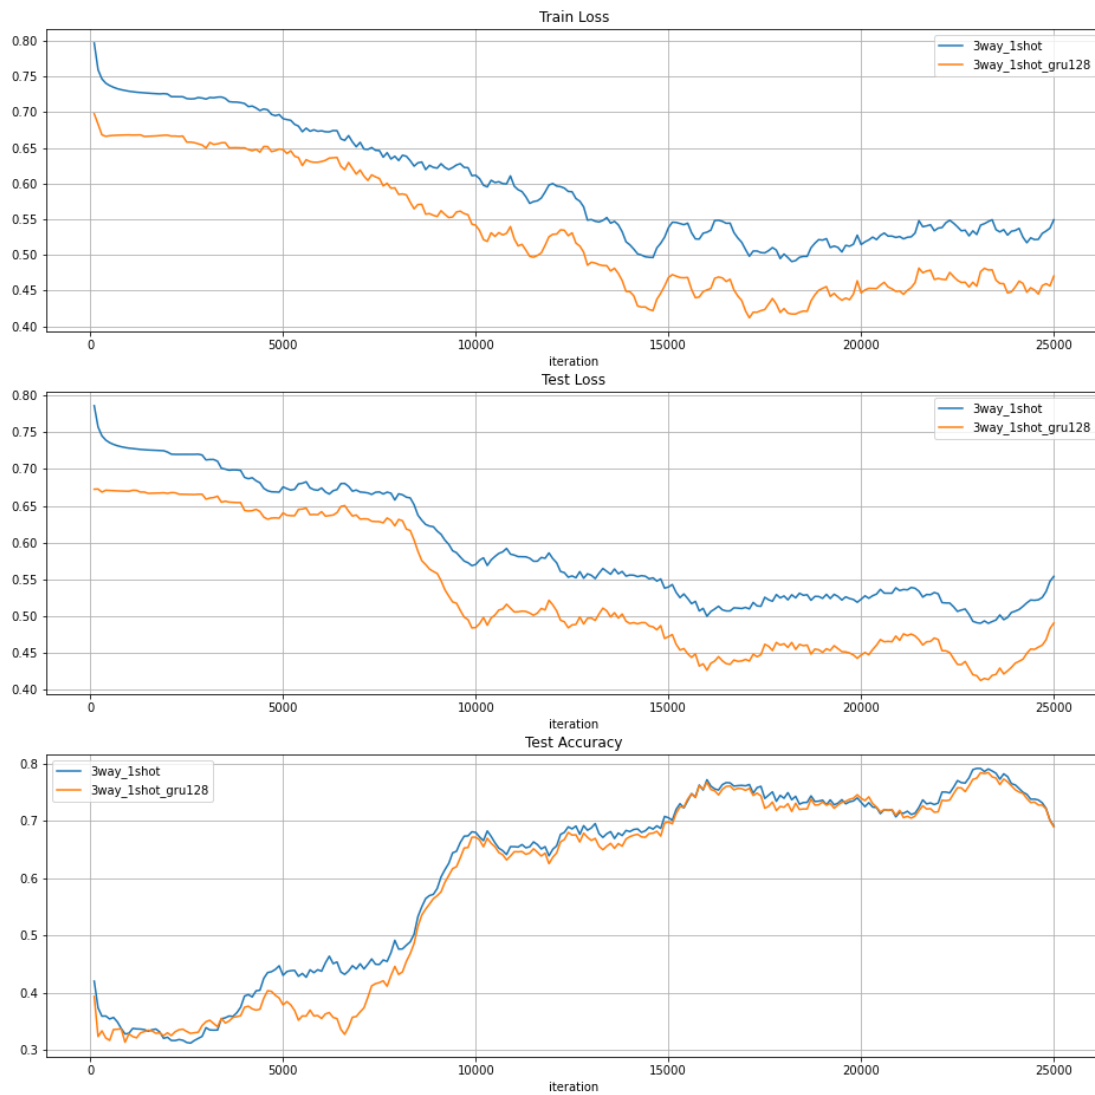 Train Loss
0.80
0.75
0.70
0.65
0.60
0.55
0.50
0.45
0.40
3way_1shot
3way_1shot_gru128
0 5000 10000 15000 20000 25000
iteration
Test Loss
0.80
0.75
0.70
0.65
0.60
0.55
0.50
0.45
0.40
3way_1shot
3way_1shot_gru128
0 5000 10000 15000 20000 25000
iteration
Test Accuracy
0.8
0.7
0.6
0.5
0.4
0.3
3way_1shot
3way_1shot_gru128
0 5000 10000 15000 20000 25000
iteration